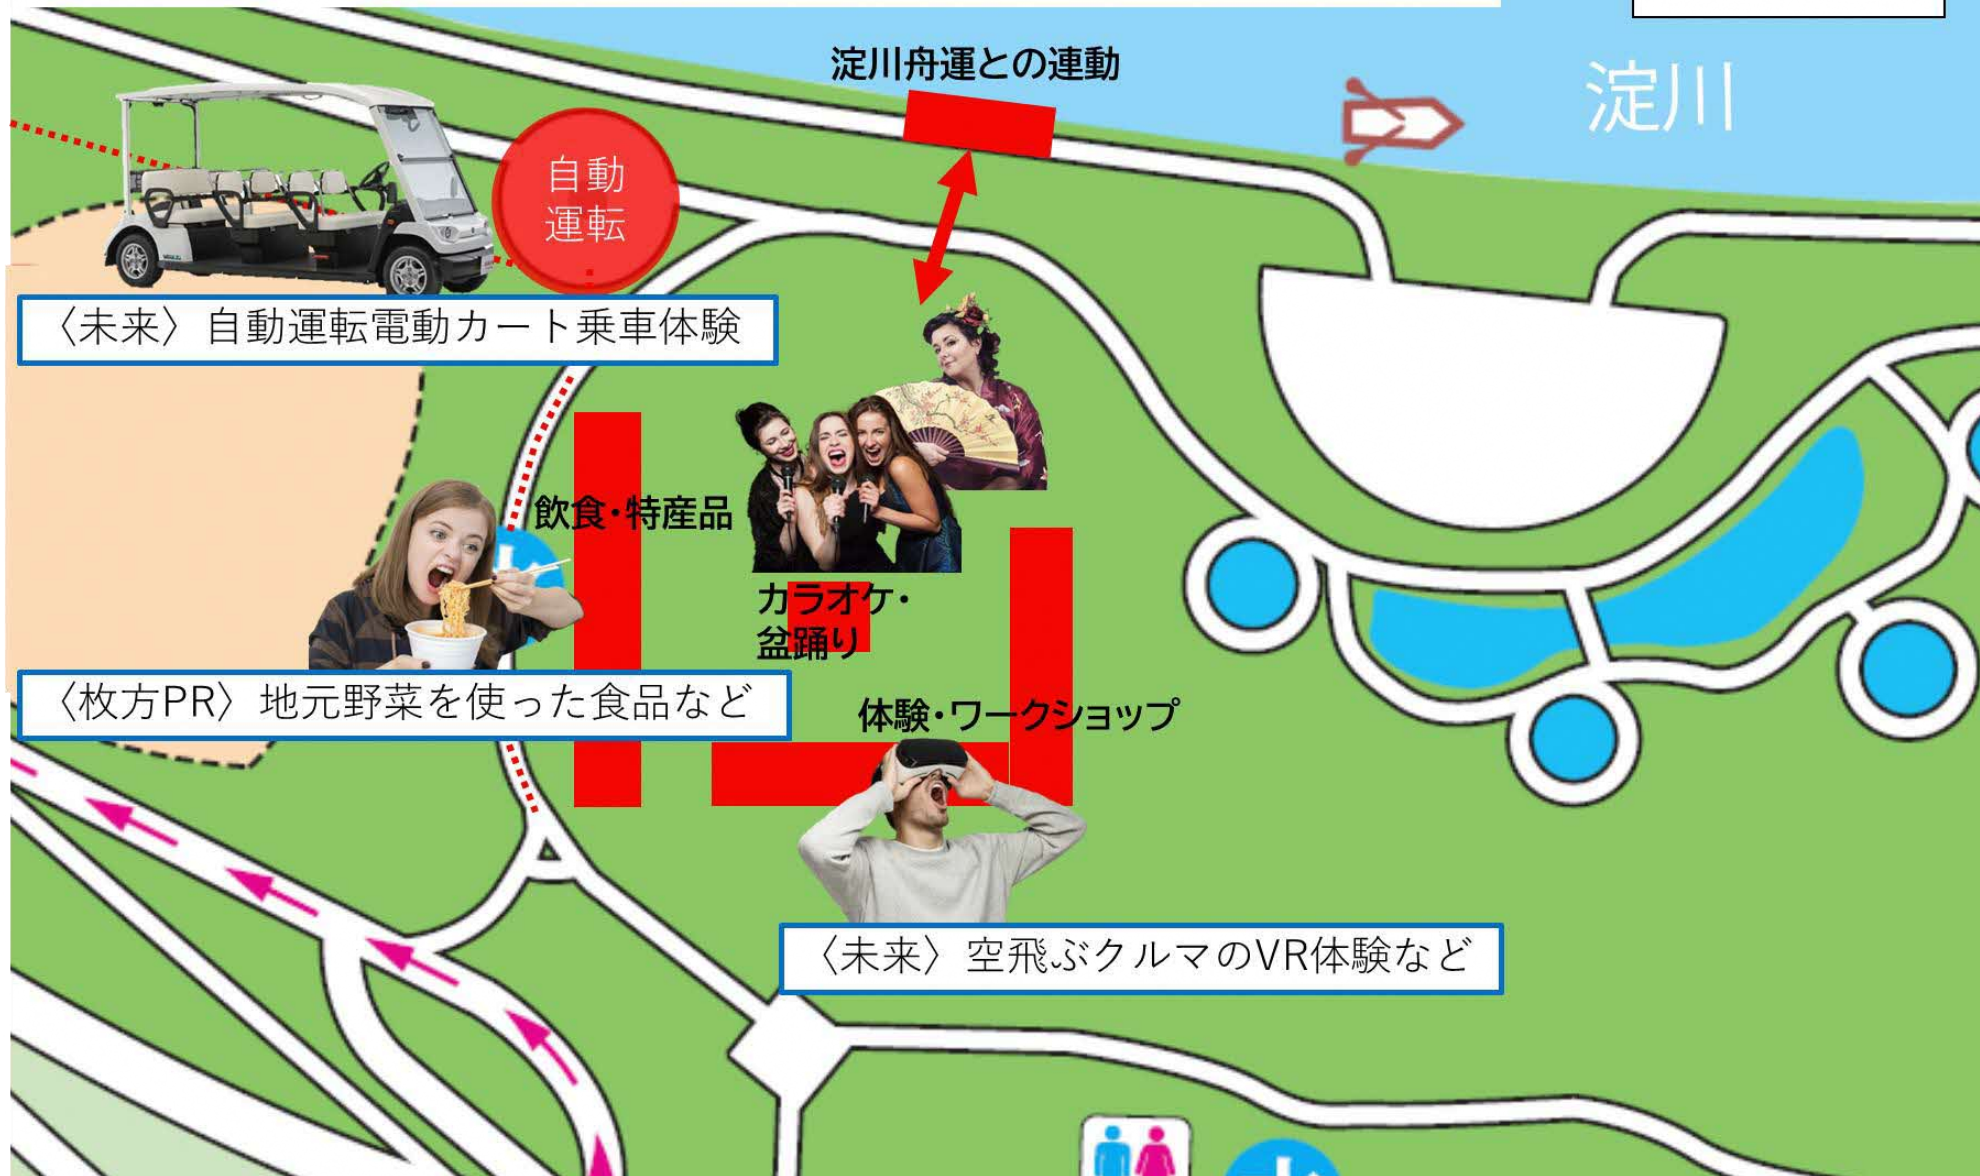 淀川舟運との連動
淀川
自動
運転
〈未来〉自動運転電動カート乗車体験
飲食・特産品
カラオケ・
盆踊り
〈枚方PR〉地元野菜を使った食品など
体験・ワークショップ
〈未来〉空飛ぶクルマのVR体験など